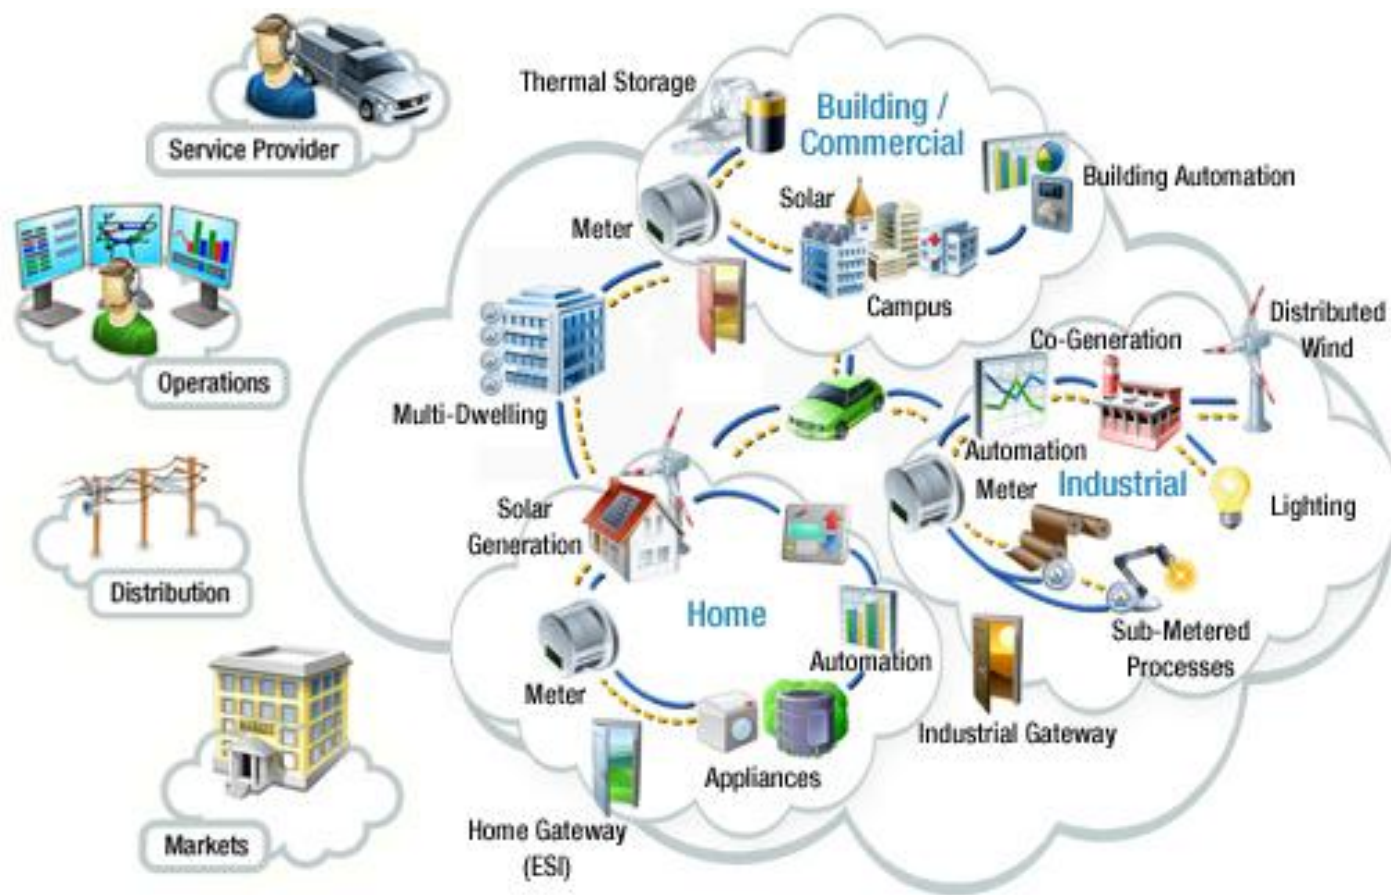 Service Provider
Operations
Distribution
Markets
Thermal Storage
Building /
Commercial
Building Automation
Solar
Meter
Campus
Multi-Dwelling
Distributed
Wind
Co-Generation
Automation
Meter
Industrial
Lighting
Sub-Metered
Processes
Industrial Gateway
Solar
Generation
Home
Automation
Meter
Appliances
Home Gateway
(ESI)